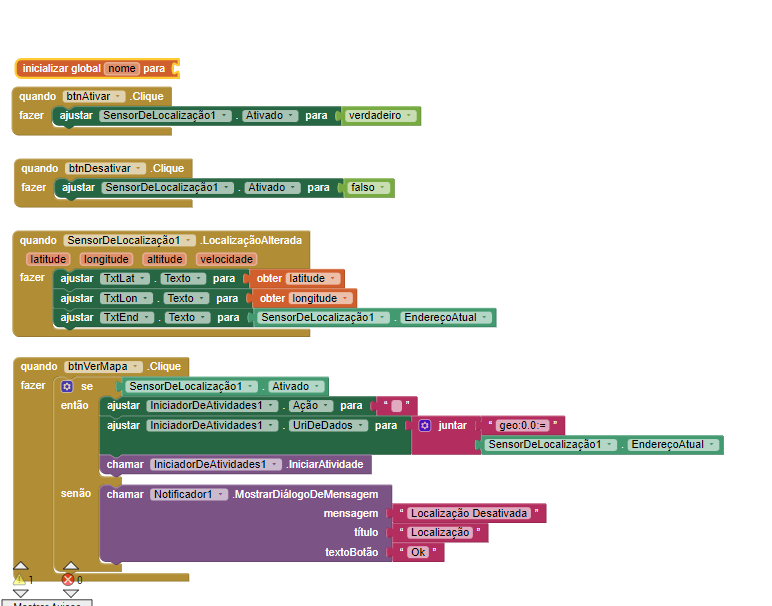 inicializar global nome para
quando btnAtivar .Clique
fazer ajustar SensorDeLocalização1 . Ativado para verdadeiro
quando btnDesativar .Clique
fazer ajustar SensorDeLocalização1 . Ativado para falso
quando SensorDeLocalização1 .LocalizaçãoAlterada
latitude longitude altitude velocidade
fazer ajustar TxtLat . Texto para obter latitude
ajustar TxtLon . Texto para obter longitude
ajustar TxtEnd . Texto para SensorDeLocalização1 . EndereçoAtual
quando btnVerMapa .Clique
fazer se SensorDeLocalização1 . Ativado
então ajustar IniciadorDeAtividades1 . Ação para “ ”
ajustar IniciadorDeAtividades1 . UriDeDados para juntar “ geo:0.0:= ”
SensorDeLocalização1 . EndereçoAtual
chamar IniciadorDeAtividades1 .IniciarAtividade
senão chamar Notificador1 .MostrarDiálogoDeMensagem
mensagem “ Localização Desativada ”
título “ Localização ”
textoBotão “ Ok ”
1 0
Mostrar Avisos